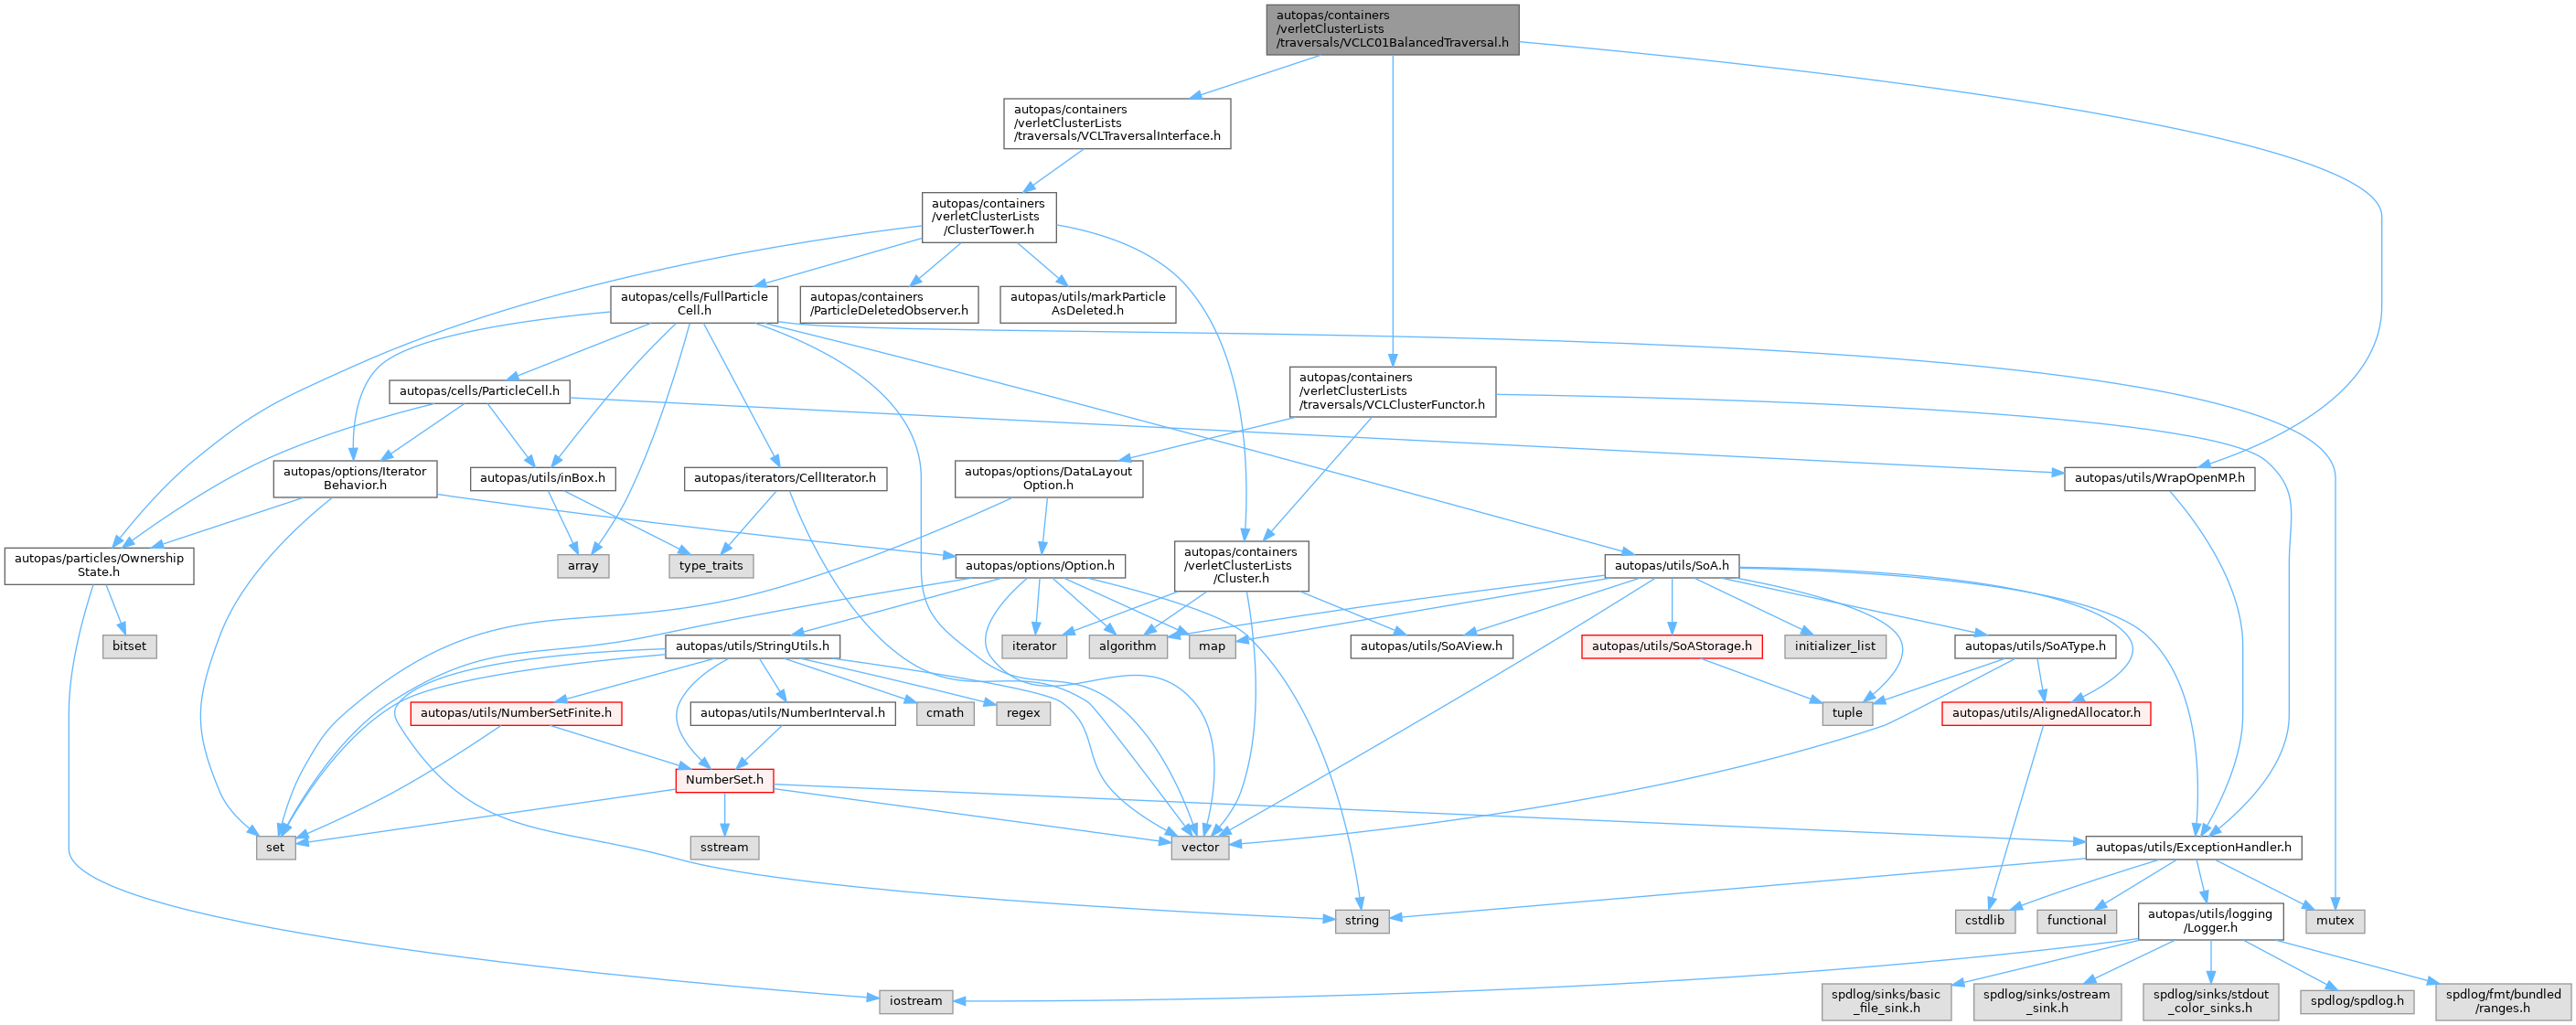 autopas/containers
/verletClusterLists
/traversals/VCLC01BalancedTraversal.h
autopas/containers
/verletClusterLists
/traversals/VCLTraversalInterface.h
autopas/containers
/verletClusterLists
/ClusterTower.h
autopas/cells/FullParticle
Cell.h
autopas/containers
/ParticleDeletedObserver.h
autopas/utils/markParticle
AsDeleted.h
autopas/cells/ParticleCell.h
autopas/containers
/verletClusterLists
/traversals/VCLClusterFunctor.h
autopas/options/Iterator
Behavior.h
autopas/utils/inBox.h
autopas/iterators/CellIterator.h
autopas/options/DataLayout
Option.h
autopas/utils/WrapOpenMP.h
autopas/particles/Ownership
State.h
array
type_traits
autopas/options/Option.h
autopas/containers
/verletClusterLists
/Cluster.h
autopas/utils/SoA.h
bitset
autopas/utils/StringUtils.h
iterator
algorithm
map
autopas/utils/SoAView.h
autopas/utils/SoAStorage.h
initializer_list
autopas/utils/SoAType.h
autopas/utils/NumberSetFinite.h
autopas/utils/NumberInterval.h
cmath
regex
tuple
autopas/utils/AlignedAllocator.h
NumberSet.h
set
sstream
vector
autopas/utils/ExceptionHandler.h
string
cstdlib
functional
autopas/utils/logging
/Logger.h
mutex
iostream
spdlog/sinks/basic
_file_sink.h
spdlog/sinks/ostream
_sink.h
spdlog/sinks/stdout
_color_sinks.h
spdlog/spdlog.h
spdlog/fmt/bundled
/ranges.h